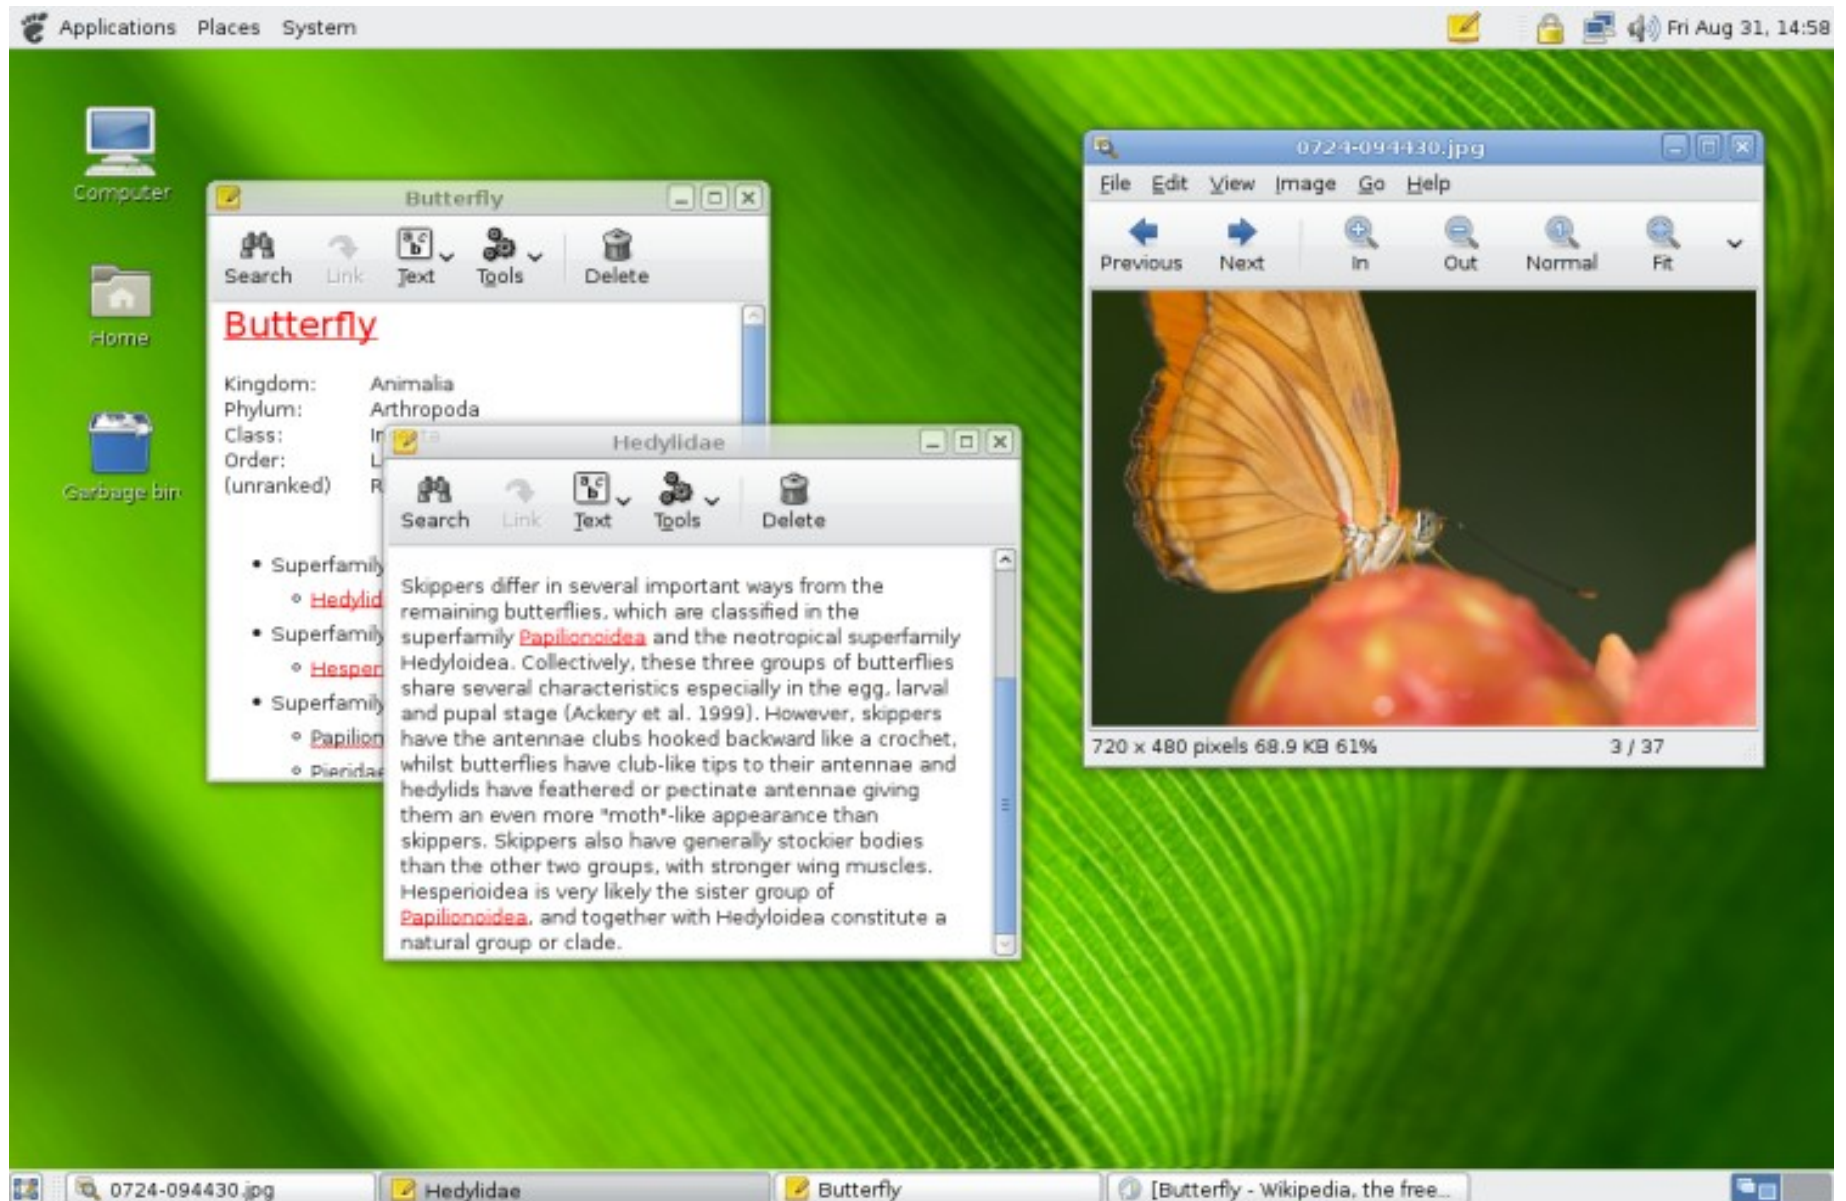 Applications Places System
Fri Aug 31, 14:58
Computer
Home
Garbage bin
Butterfly
Search Link Text Tools Delete
Butterfly
Kingdom: Animalia
Phylum: Arthropoda
Class:
Order:
(unranked)
• Superfamily
Hedylid
• Superfamily
Hesper
• Superfamily
Papilion
Pieridae
Hedylidae
Search Link Text Tools Delete
Skippers differ in several important ways from the
remaining butterflies, which are classified in the
superfamily Papilionoidea and the neotropical superfamily
Hedyloidea. Collectively, these three groups of butterflies
share several characteristics especially in the egg, larval
and pupal stage (Ackery et al. 1999). However, skippers
have the antennae clubs hooked backward like a crochet,
whilst butterflies have club-like tips to their antennae and
hedylids have feathered or pectinate antennae giving
them an even more "moth"-like appearance than
skippers. Skippers also have generally stockier bodies
than the other two groups, with stronger wing muscles.
Hesperioidea is very likely the sister group of
Papilionoidea, and together with Hedyloidea constitute a
natural group or clade.
0724-094430.jpg
File Edit View Image Go Help
Previous Next In Out Normal Fit
720 x 480 pixels 68.9 KB 61% 3 / 37
0724-094430.jpg
Hedylidae
Butterfly
[Butterfly - Wikipedia, the free...